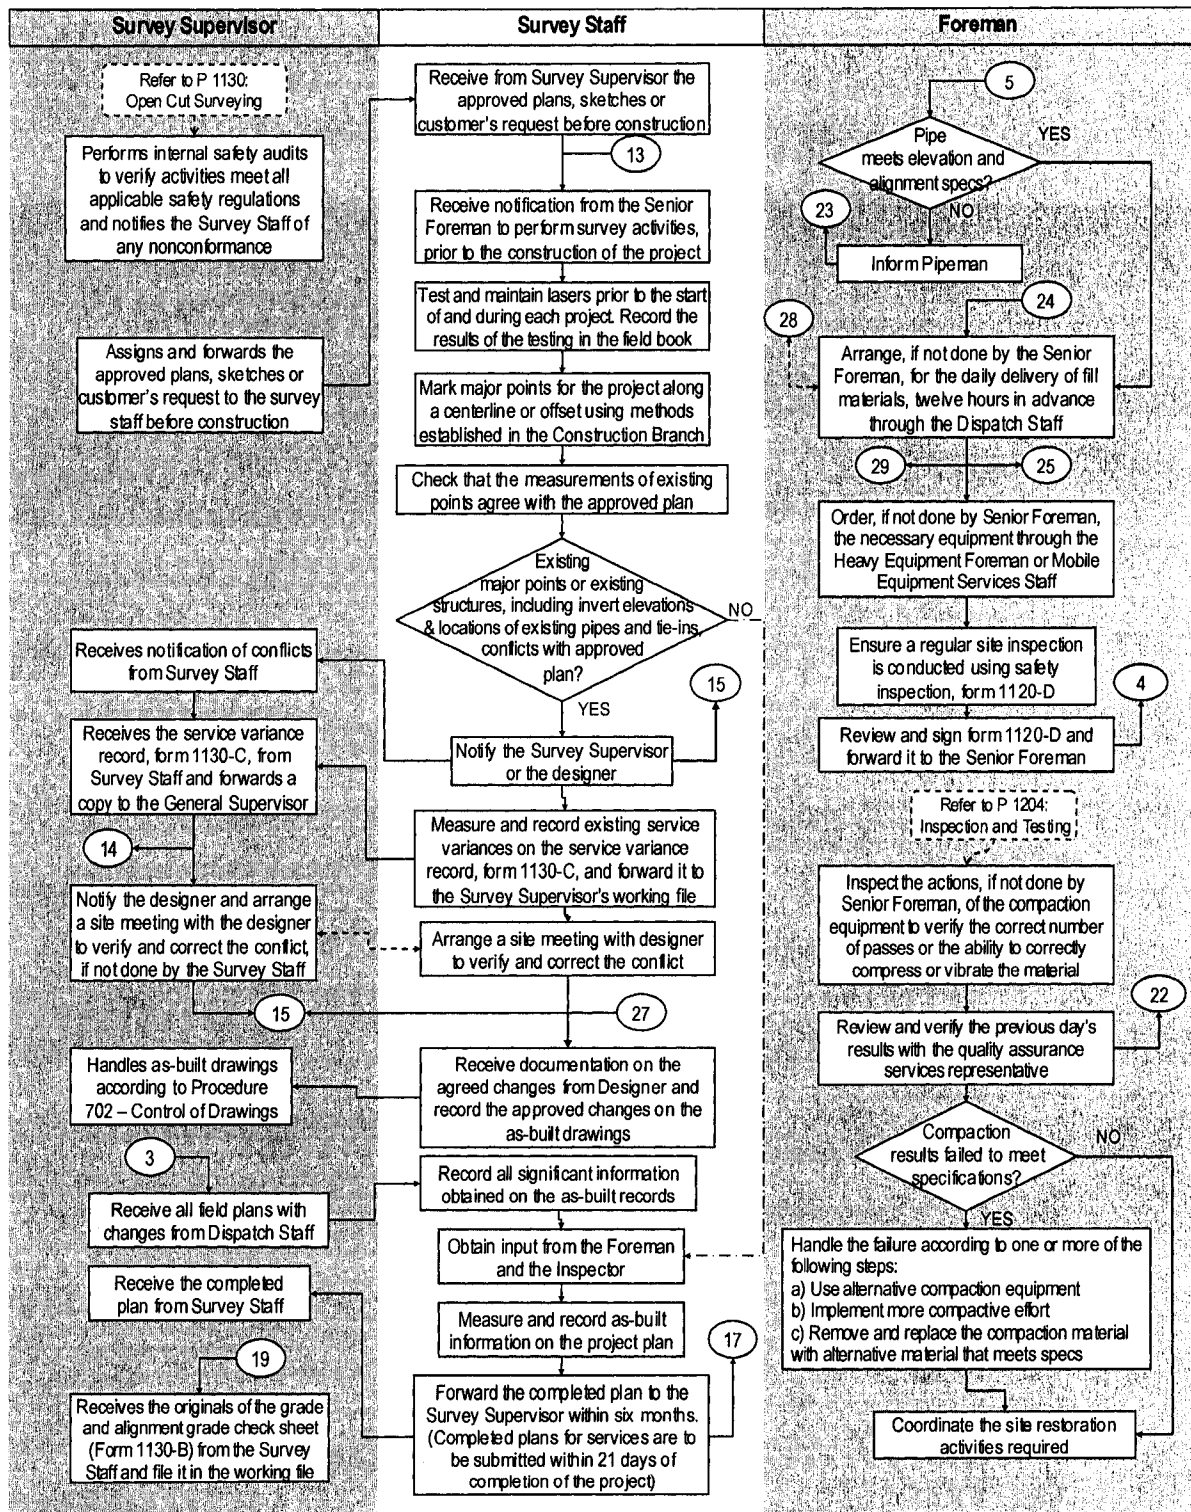 Survey Supervisor
Refer to P 1130:
Open Cut Surveying
Performs internal safety audits
to verify activities meet all
applicable safety regulations
and notifies the Survey Staff of
any nonconformance
Assigns and forwards the
approved plans, sketches or
customer's request to the survey
staff before construction
Receives notification of conflicts
from Survey Staff
Receives the service variance
record, form 1130-C, from
Survey Staff and forwards a
copy to the General Supervisor
14
Notify the designer and arrange
a site meeting with the designer
to verify and correct the conflict,
if not done by the Survey Staff
15
Handles as-built drawings
according to Procedure
702 – Control of Drawings
3
Receive all field plans with
changes from Dispatch Staff
Receive the completed
plan from Survey Staff
19
Receives the originals of the grade
and alignment grade check sheet
(Form 1130-B) from the Survey
Staff and file it in the working file
Survey Staff
Receive from Survey Supervisor the
approved plans, sketches or
customer's request before construction
13
Receive notification from the Senior
Foreman to perform survey activities,
prior to the construction of the project
Test and maintain lasers prior to the start
of and during each project. Record the
results of the testing in the field book
Mark major points for the project along
a centerline or offset using methods
established in the Construction Branch
Check that the measurements of existing
points agree with the approved plan
Existing
major points or existing
structures, including invert elevations
& locations of existing pipes and tie-ins,
conflicts with approved
plan?
NO
YES
15
Notify the Survey Supervisor
or the designer
Measure and record existing service
variances on the service variance
record, form 1130-C, and forward it to
the Survey Supervisor's working file
Arrange a site meeting with designer
to verify and correct the conflict
27
Receive documentation on the
agreed changes from Designer and
record the approved changes on the
as-built drawings
Record all significant information
obtained on the as-built records
Obtain input from the Foreman
and the Inspector
Measure and record as-built
information on the project plan
17
Forward the completed plan to the
Survey Supervisor within six months.
(Completed plans for services are to
be submitted within 21 days of
completion of the project)
Foreman
5
Pipe
meets elevation and
alignment specs?
YES
NO
23
Inform Pipeman
24
28
Arrange, if not done by the Senior
Foreman, for the daily delivery of fill
materials, twelve hours in advance
through the Dispatch Staff
29
25
Order, if not done by Senior Foreman,
the necessary equipment through the
Heavy Equipment Foreman or Mobile
Equipment Services Staff
Ensure a regular site inspection
is conducted using safety
inspection, form 1120-D
4
Review and sign form 1120-D and
forward it to the Senior Foreman
Refer to P 1204:
Inspection and Testing
Inspect the actions, if not done by
Senior Foreman, of the compaction
equipment to verify the correct number
of passes or the ability to correctly
compress or vibrate the material
22
Review and verify the previous day's
results with the quality assurance
services representative
Compaction
results failed to meet
specifications?
NO
YES
Handle the failure according to one or more of the
following steps:
a) Use alternative compaction equipment
b) Implement more compactive effort
c) Remove and replace the compaction material
with alternative material that meets specs
Coordinate the site restoration
activities required